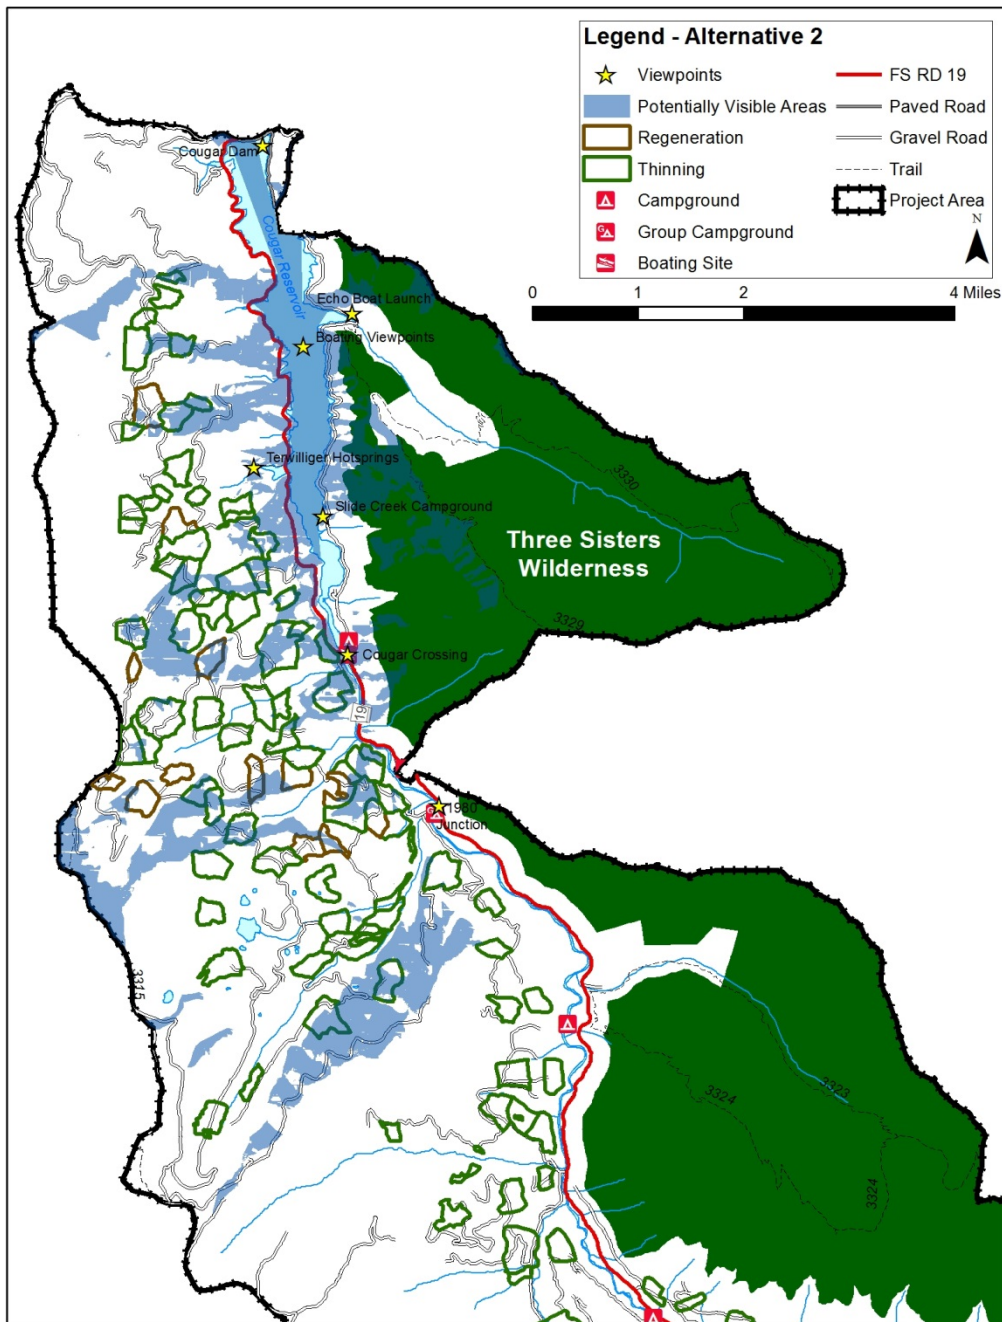 Legend - Alternative 2
Viewpoints
Potentially Visible Areas
Regeneration
Thinning
Campground
Group Campground
Boating Site
FS RD 19
Paved Road
Gravel Road
Trail
Project Area
N
0 1 2 4 Miles
Cougar Dam
Cougar Reservoir
Echo Boat Launch
Boating Viewpoints
Terwilliger Hotsprings
Slide Creek Campground
3330
Three Sisters
Wilderness
3329
Cougar Crossing
19
1980
Junction
3315
3323
3324
3324